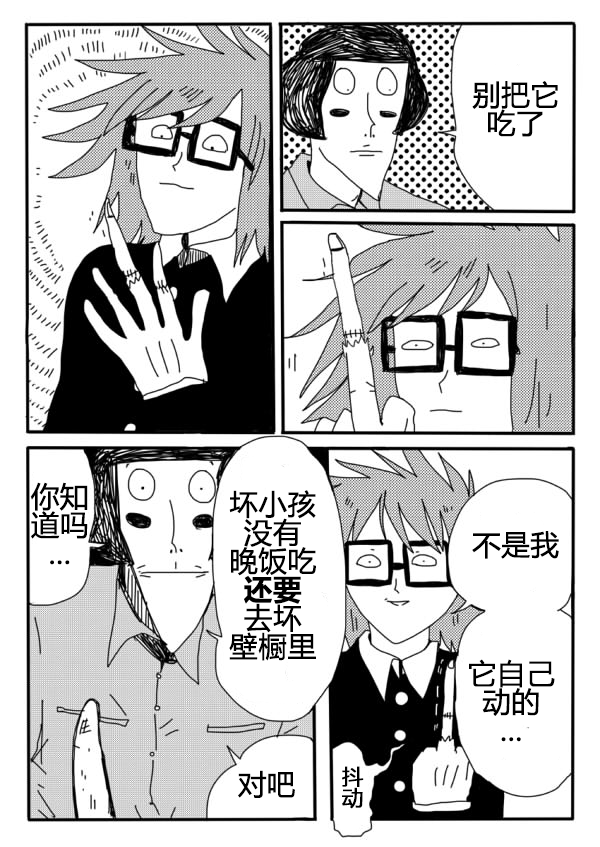 别把它
吃了
你知
道吗
...
坏小孩
没有
晚饭吃
还要
去坏
壁橱里
对吧
不是我
它自己
动的
...
抖
动